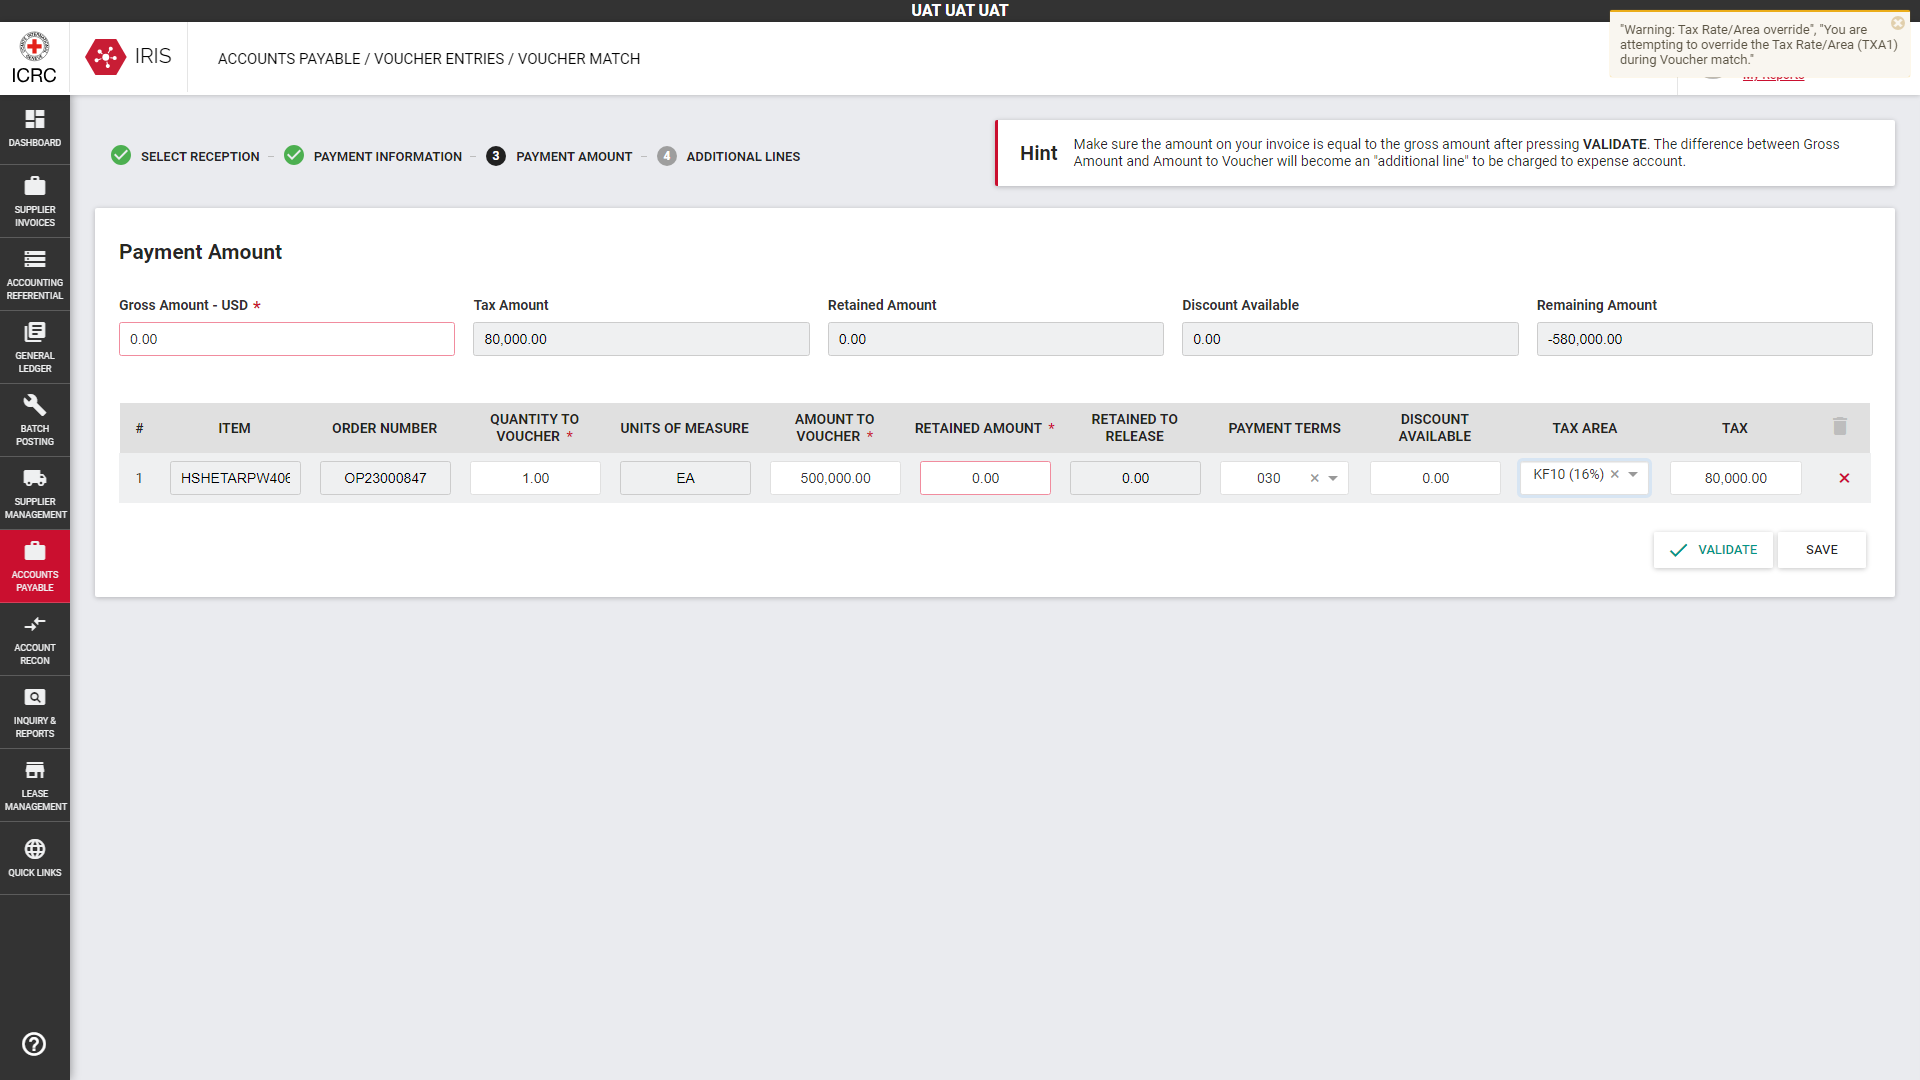 UAT UAT UAT
ICRC
IRIS
ACCOUNTS PAYABLE / VOUCHER ENTRIES / VOUCHER MATCH
"Warning: Tax Rate/Area override", "You are
attempting to override the Tax Rate/Area (TXA1)
during Voucher match."
My Reports
DASHBOARD
SUPPLIER
INVOICES
ACCOUNTING
REFERENTIAL
GENERAL
LEDGER
BATCH
POSTING
SUPPLIER
MANAGEMENT
ACCOUNTS
PAYABLE
ACCOUNT
RECON
INQUIRY &
REPORTS
LEASE
MANAGEMENT
QUICK LINKS
SELECT RECEPTION
PAYMENT INFORMATION
3 PAYMENT AMOUNT
4 ADDITIONAL LINES
Hint
Make sure the amount on your invoice is equal to the gross amount after pressing VALIDATE. The difference between Gross
Amount and Amount to Voucher will become an "additional line" to be charged to expense account.
Payment Amount
Gross Amount - USD *
Tax Amount
Retained Amount
Discount Available
Remaining Amount
0.00
80,000.00
0.00
0.00
-580,000.00
#
ITEM
ORDER NUMBER
QUANTITY TO
VOUCHER *
UNITS OF MEASURE
AMOUNT TO
VOUCHER *
RETAINED AMOUNT *
RETAINED TO
RELEASE
PAYMENT TERMS
DISCOUNT
AVAILABLE
TAX AREA
TAX
1
HSHETARPW406
OP23000847
1.00
EA
500,000.00
0.00
0.00
030
0.00
KF10 (16%)
80,000.00
VALIDATE
SAVE